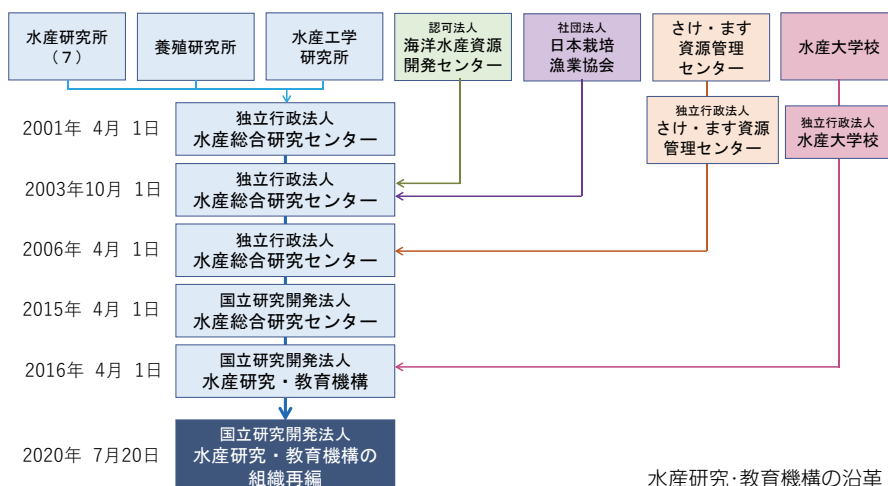 水産研究所
（７）
養殖研究所
水産工学
研究所
認可法人
海洋水産資源
開発センター
社団法人
日本栽培
漁業協会
さけ・ます
資源管理
センター
水産大学校
2001年 4月 1日
独立行政法人
水産総合研究センター
独立行政法人
さけ・ます資源
管理センター
独立行政法人
水産大学校
2003年10月 1日
独立行政法人
水産総合研究センター
2006年 4月 1日
独立行政法人
水産総合研究センター
2015年 4月 1日
国立研究開発法人
水産総合研究センター
2016年 4月 1日
国立研究開発法人
水産研究・教育機構
2020年 7月20日
国立研究開発法人
水産研究・教育機構の
組織再編
水産研究･教育機構の沿革